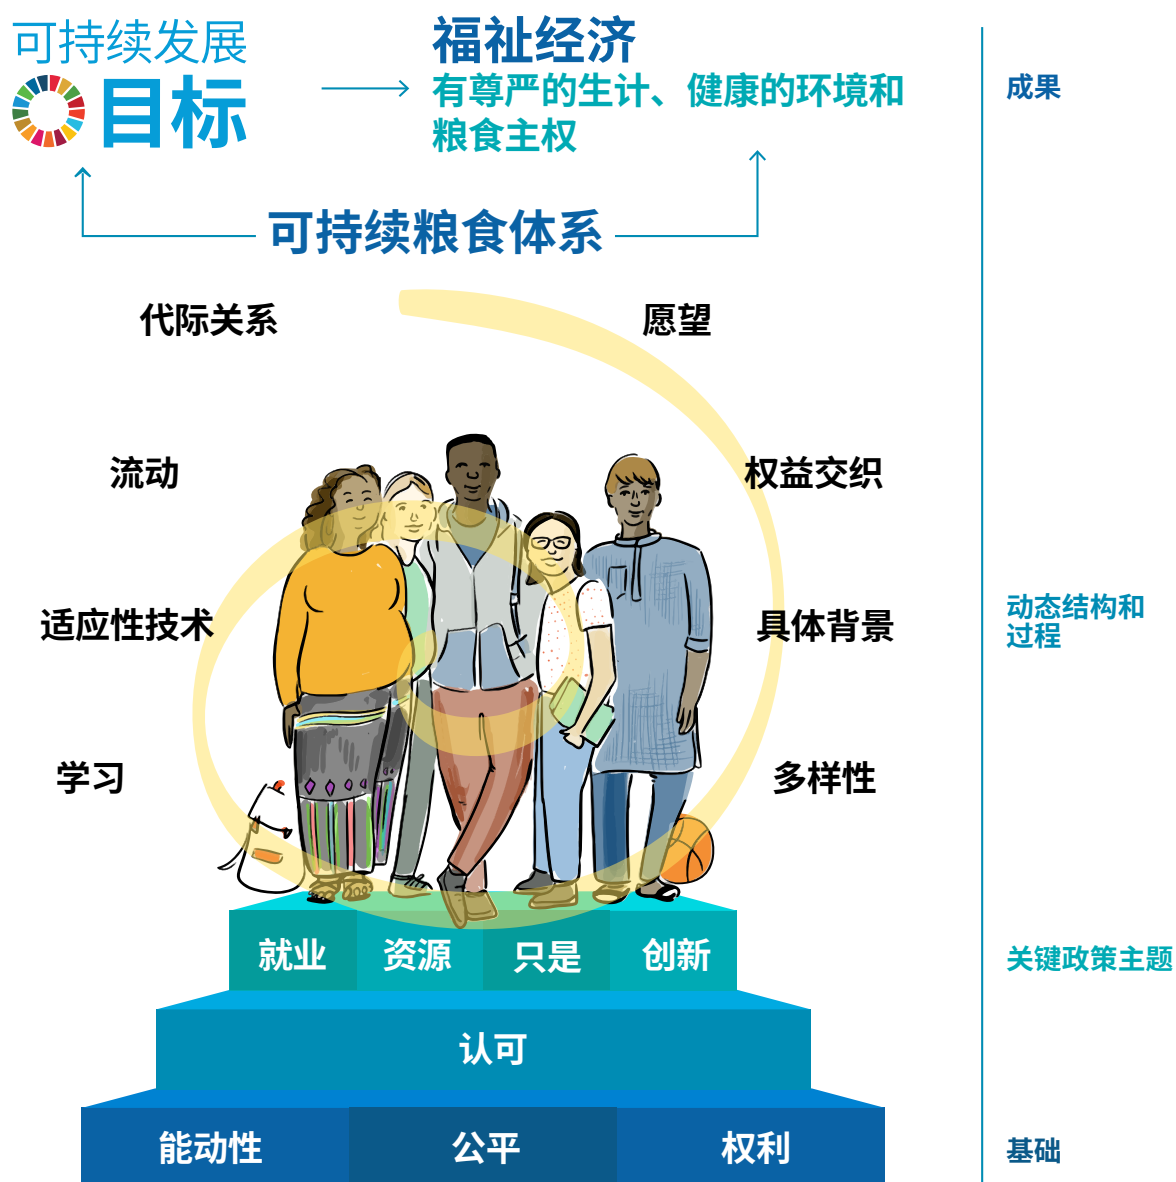 可持续发展
目标
福祉经济
有尊严的生计、健康的环境和
粮食主权
成果
可持续粮食体系
代际关系
愿望
流动
权益交织
适应性技术
具体背景
动态结构和
过程
学习
多样性
就业
资源
只是
创新
关键政策主题
认可
能动性
公平
权利
基础